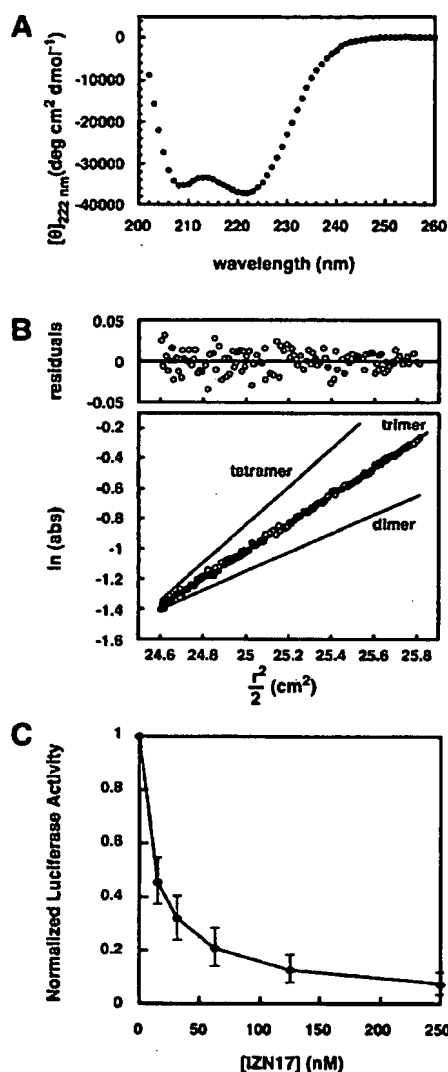 A
0
-10000
-20000
-30000
-40000
[θ]222 nm(deg cm² dmol⁻¹)
200 210 220 230 240 250 260
wavelength (nm)
B
0.05
0
-0.05
residuals
-0.2
-0.4
-0.6
-0.8
-1
-1.2
-1.4
-1.6
ln (abs)
tetramer
trimer
dimer
24.6 24.8 25 25.2 25.4 25.6 25.8
r²/2 (cm²)
C
1
0.8
0.6
0.4
0.2
0
Normalized Luciferase Activity
0 50 100 150 200 250
[IZN17] (nM)